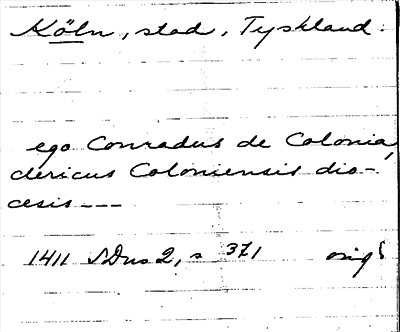 Köln, stad, Tyskland.
ego Conradus de Colonia,
clericus Coloniensis dio-
cesis ---
1411 SDns 2, s 371 orig